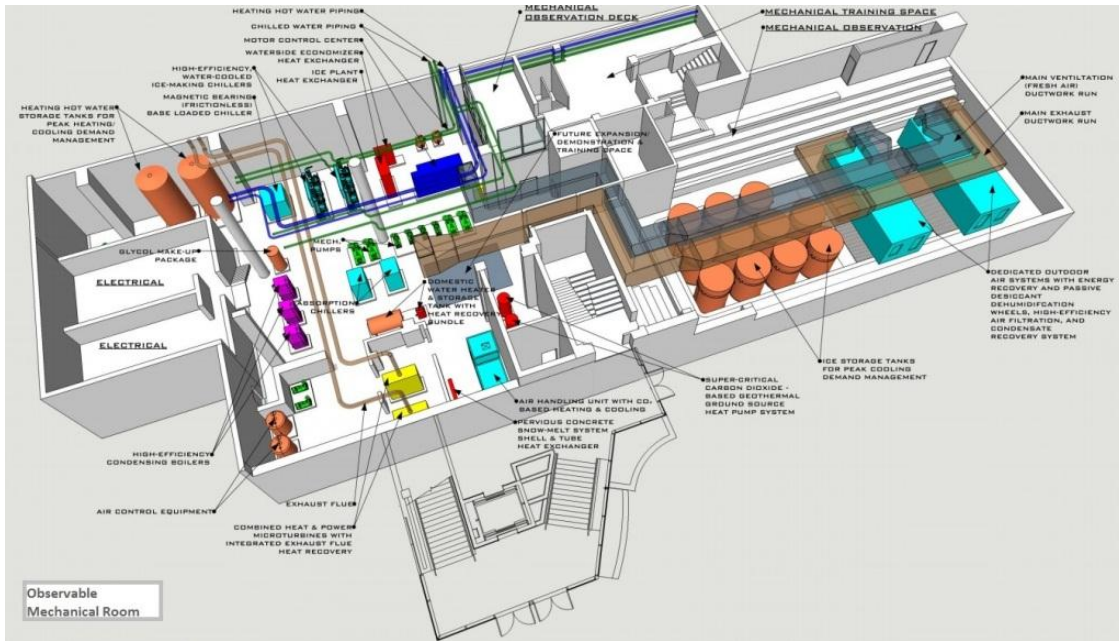 HEATING HOT WATER PIPING
CHILLED WATER PIPING
MOTOR CONTROL CENTER
WATERSIDE ECONOMIZER
HEAT EXCHANGER
HIGH-EFFICIENCY,
WATER-COOLED
ICE-MAKING CHILLERS
ICE PLANT
HEAT EXCHANGER
MAGNETIC BEARING
(FRICTIONLESS)
BASE LOADED CHILLER
HEATING HOT WATER
STORAGE TANKS FOR
PEAK HEATING/
COOLING DEMAND
MANAGEMENT
MECHANICAL
OBSERVATION DECK
MECHANICAL TRAINING SPACE
MECHANICAL OBSERVATION
MAIN VENTILTATION
(FRESH AIR)
DUCTWORK RUN
MAIN EXHAUST
DUCTWORK RUN
FUTURE EXPANSION/
DEMONSTRATION &
TRAINING SPACE
GLYCOL MAKE-UP
PACKAGE
MECH.
PUMPS
ELECTRICAL
ELECTRICAL
ABSORPTION
CHILLERS
DOMESTIC
WATER HEATER
& STORAGE
TANK WITH
HEAT RECOVERY
BUNDLE
DEDICATED OUTDOOR
AIR SYSTEMS WITH ENERGY
RECOVERY AND PASSIVE
DESICCANT
DEHUMIDIFCATION
WHEELS, HIGH-EFFICIENCY
AIR FILTRATION, AND
CONDENSATE
RECOVERY SYSTEM
ICE STORAGE TANKS
FOR PEAK COOLING
DEMAND MANAGEMENT
SUPER-CRITICAL
CARBON DIOXIDE -
BASED GEOTHERMAL
GROUND SOURCE
HEAT PUMP SYSTEM
AIR HANDLING UNIT WITH CO₂
BASED HEATING & COOLING
PERVIOUS CONCRETE
SNOW-MELT SYSTEM
SHELL & TUBE
HEAT EXCHANGER
HIGH-EFFICIENCY
CONDENSING BOILERS
AIR CONTROL EQUIPMENT
EXHAUST FLUE
COMBINED HEAT & POWER
MICROTURBINES WITH
INTEGRATED EXHAUST FLUE
HEAT RECOVERY
Observable
Mechanical Room